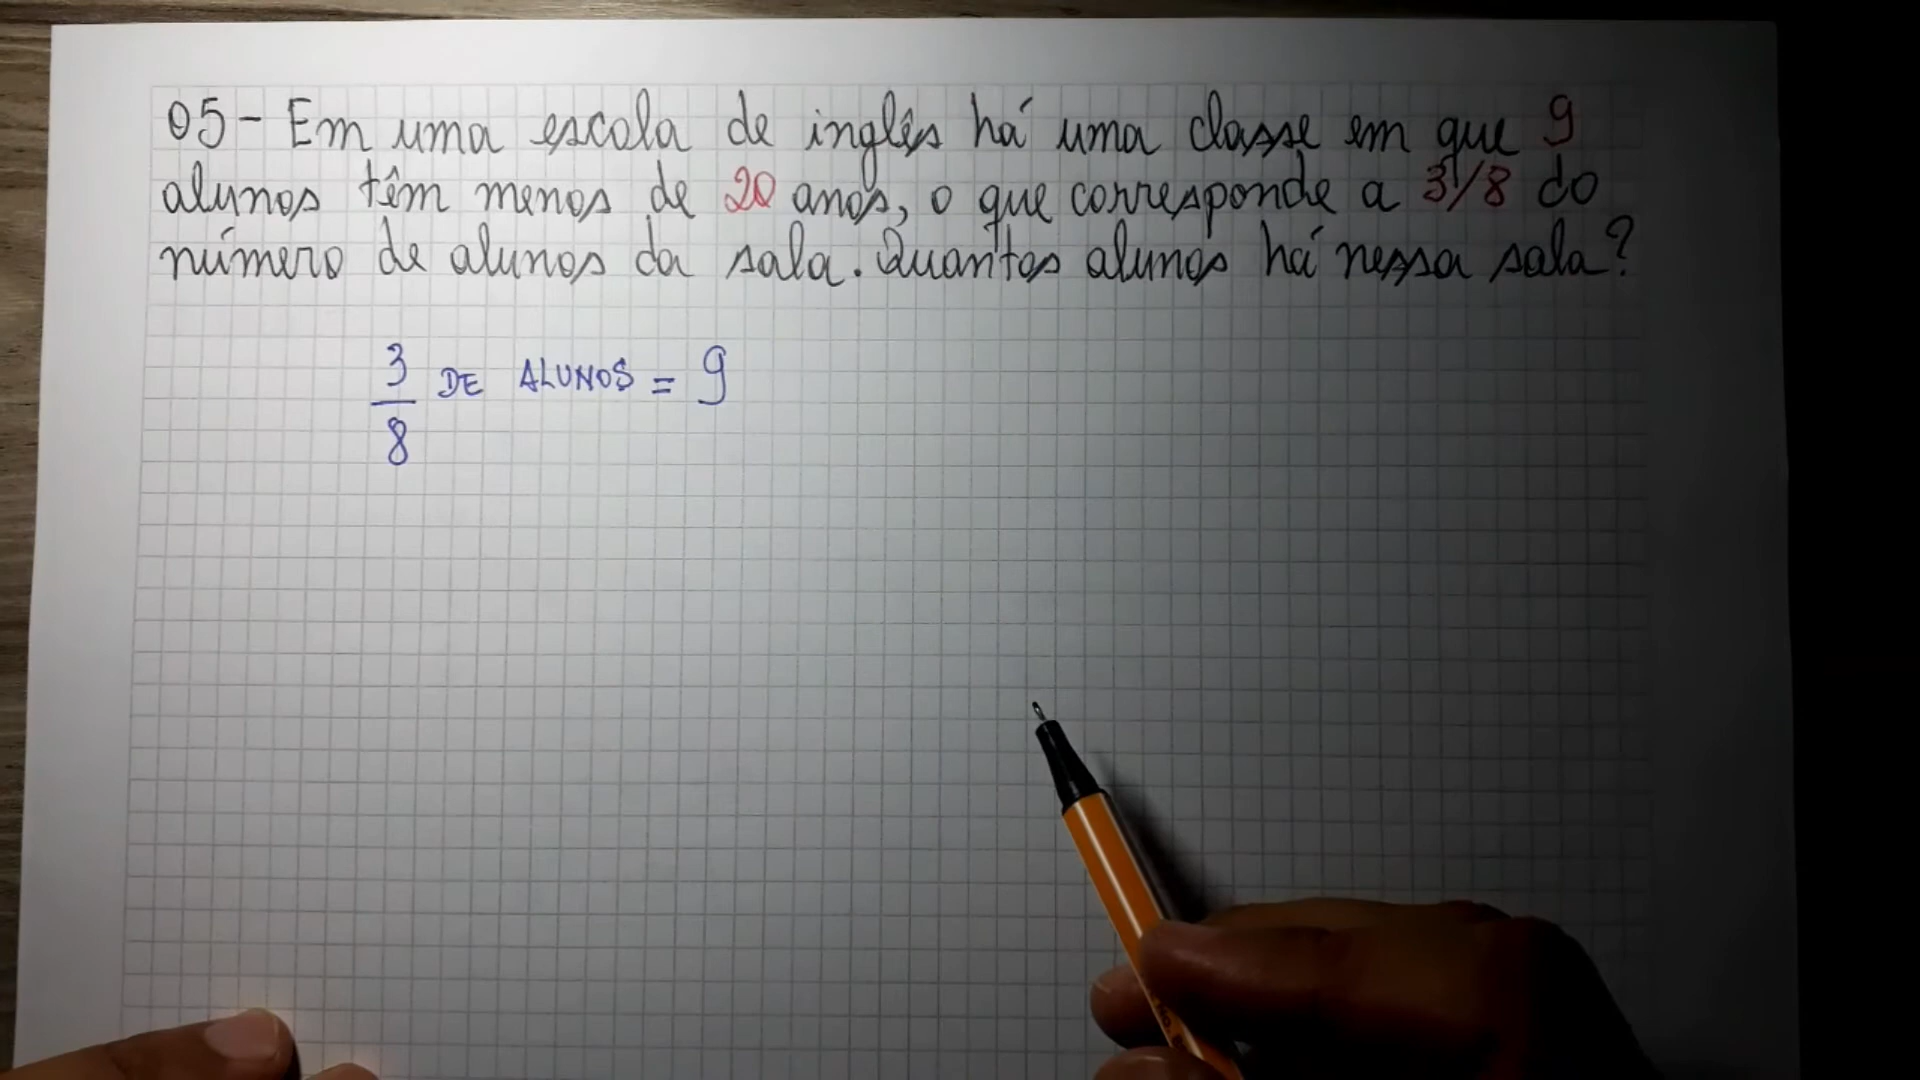 05- Em uma escola de inglês há uma classe em que 9
alunos têm menos de 20 anos, o que corresponde a 3/8 do
número de alunos da sala. Quantos alunos há nessa sala?
3/8 DE ALUNOS = 9